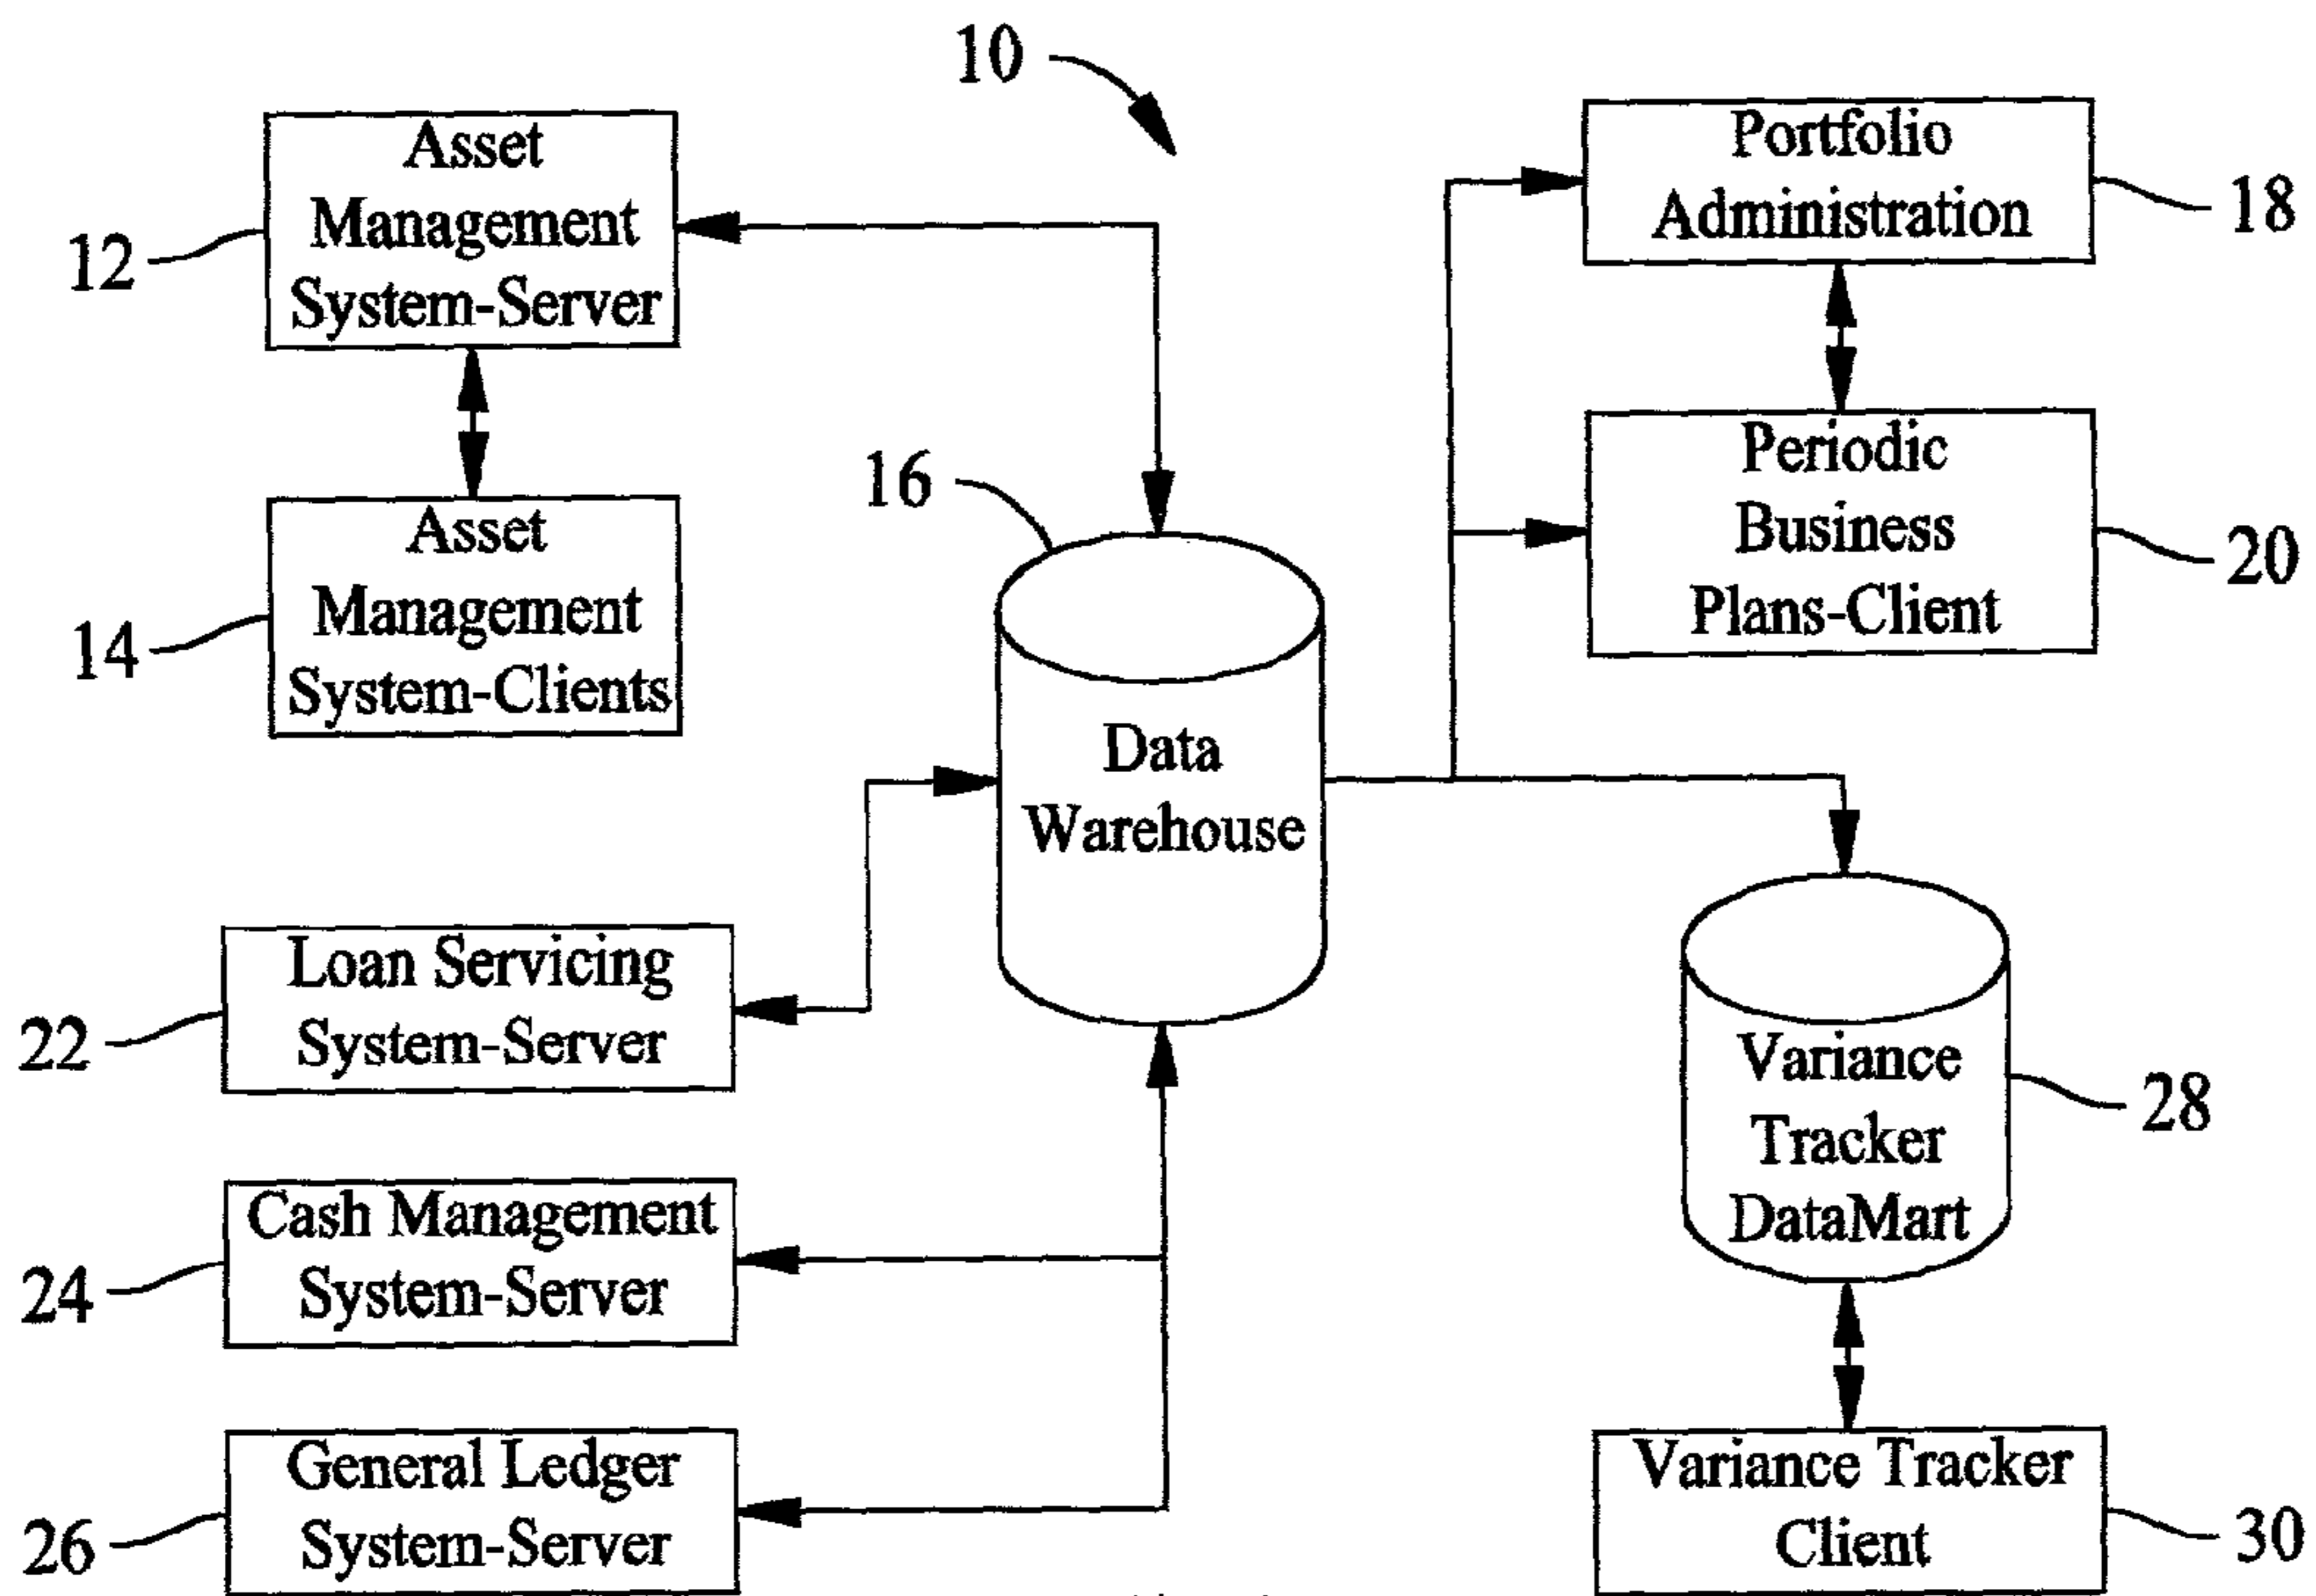 10
Asset
Management
System-Server
12
Portfolio
Administration
18
Asset
Management
System-Clients
14
16
Data
Warehouse
Periodic
Business
Plans-Client
20
Loan Servicing
System-Server
22
Cash Management
System-Server
24
General Ledger
System-Server
26
Variance
Tracker
DataMart
28
Variance Tracker
Client
30